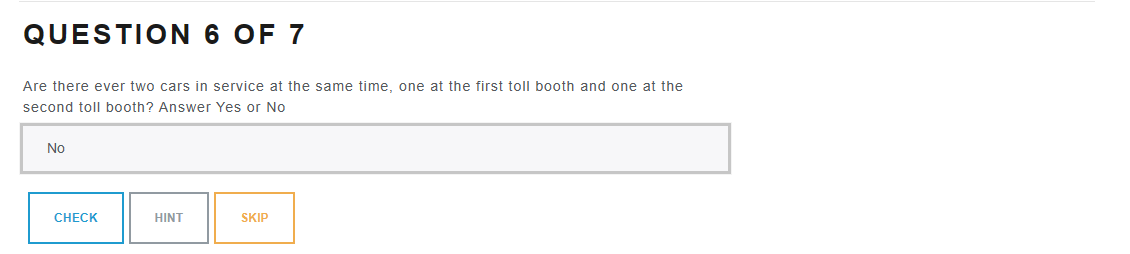 QUESTION 6 OF 7
Are there ever two cars in service at the same time, one at the first toll booth and one at the
second toll booth? Answer Yes or No
No
CHECK HINT SKIP